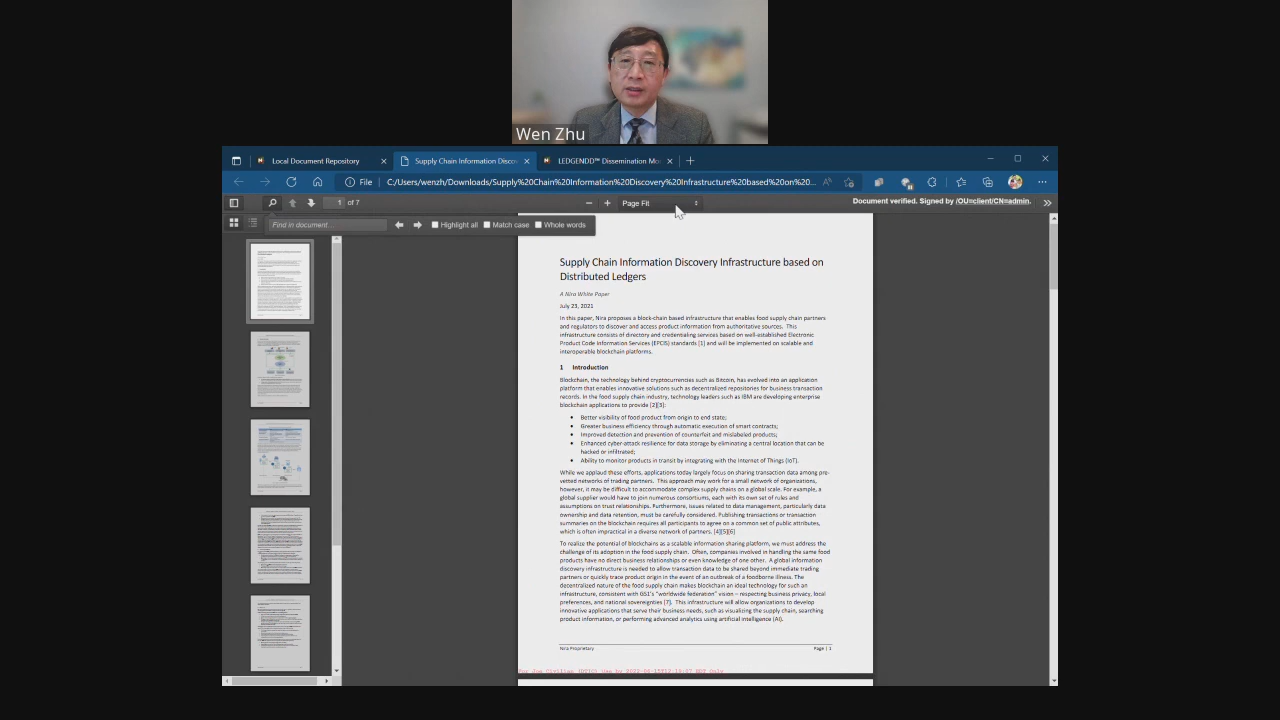 Wen Zhu
Local Document Repository
Supply Chain Information Disco
LEDGENDD™ Dissemination Mo
File C:/Users/wenzh/Downloads/Supply%20Chain%20Information%20Discovery%20Infrastructure%20based%20on%20...
1 of 7
Page Fit
Document verified. Signed by /OU=client/CN=admin.
Find in document...
Highlight all Match case Whole words
Supply Chain Information Discovery Infrastructure based on
Distributed Ledgers
A Nira White Paper
July 23, 2021
In this paper, Nira proposes a block-chain based infrastructure that enables food supply chain partners
and regulators to discover and access product information from authoritative sources. This
infrastructure consists of directory and credentialing services based on well-established Electronic
Product Code Information Services (EPCIS) standards [1] and will be implemented on scalable and
interoperable blockchain platforms.
1 Introduction
Blockchain, the technology behind cryptocurrencies such as Bitcoin, has evolved into an application
platform that enables innovative solutions such as decentralized repositories for business transaction
records. In the food supply chain industry, technology leaders such as IBM are developing enterprise
blockchain applications to provide [2][3]:
• Better visibility of food product from origin to end state;
• Greater business efficiency through automatic execution of smart contracts;
• Improved detection and prevention of counterfeit and mislabeled products;
• Enhanced cyber-attack resilience for data storage by eliminating a central location that can be
hacked or infiltrated;
• Ability to monitor products in transit by integrating with the Internet of Things (IoT).
While we applaud these efforts, applications today largely focus on sharing transaction data among pre-
vetted networks of trading partners. This approach may work for a small network of organizations,
however, it may be difficult to accommodate complex supply chains on a global scale. For example, a
global supplier would have to join numerous consortiums, each with its own set of rules and
assumptions on trust relationships. Furthermore, issues related to data management, particularly data
ownership and data retention, must be carefully considered. Publishing transactions or transaction
summaries on the blockchain requires all participants to agree on a common set of public attributes,
which is often impractical in a diverse network of partners. [4][5][6]
To realize the potential of blockchains as a scalable information sharing platform, we must address the
challenge of its adoption in the food supply chain. Often, companies involved in handling the same food
products have no direct business relationships or even knowledge of one other. A global information
discovery infrastructure is needed to allow transaction data to be shared beyond immediate trading
partners or quickly trace product origin in the event of an outbreak of a foodborne illness. The
decentralized nature of the food supply chain makes blockchain an ideal technology for such an
infrastructure, consistent with GS1's "worldwide federation" vision – respecting business privacy, local
preferences, and national sovereignties [7]. This infrastructure will allow organizations to develop
innovative applications that serve their business needs, such as visualizing the supply chain, searching
product information, or performing advanced analytics using artificial intelligence (AI).
Nira Proprietary Page | 1